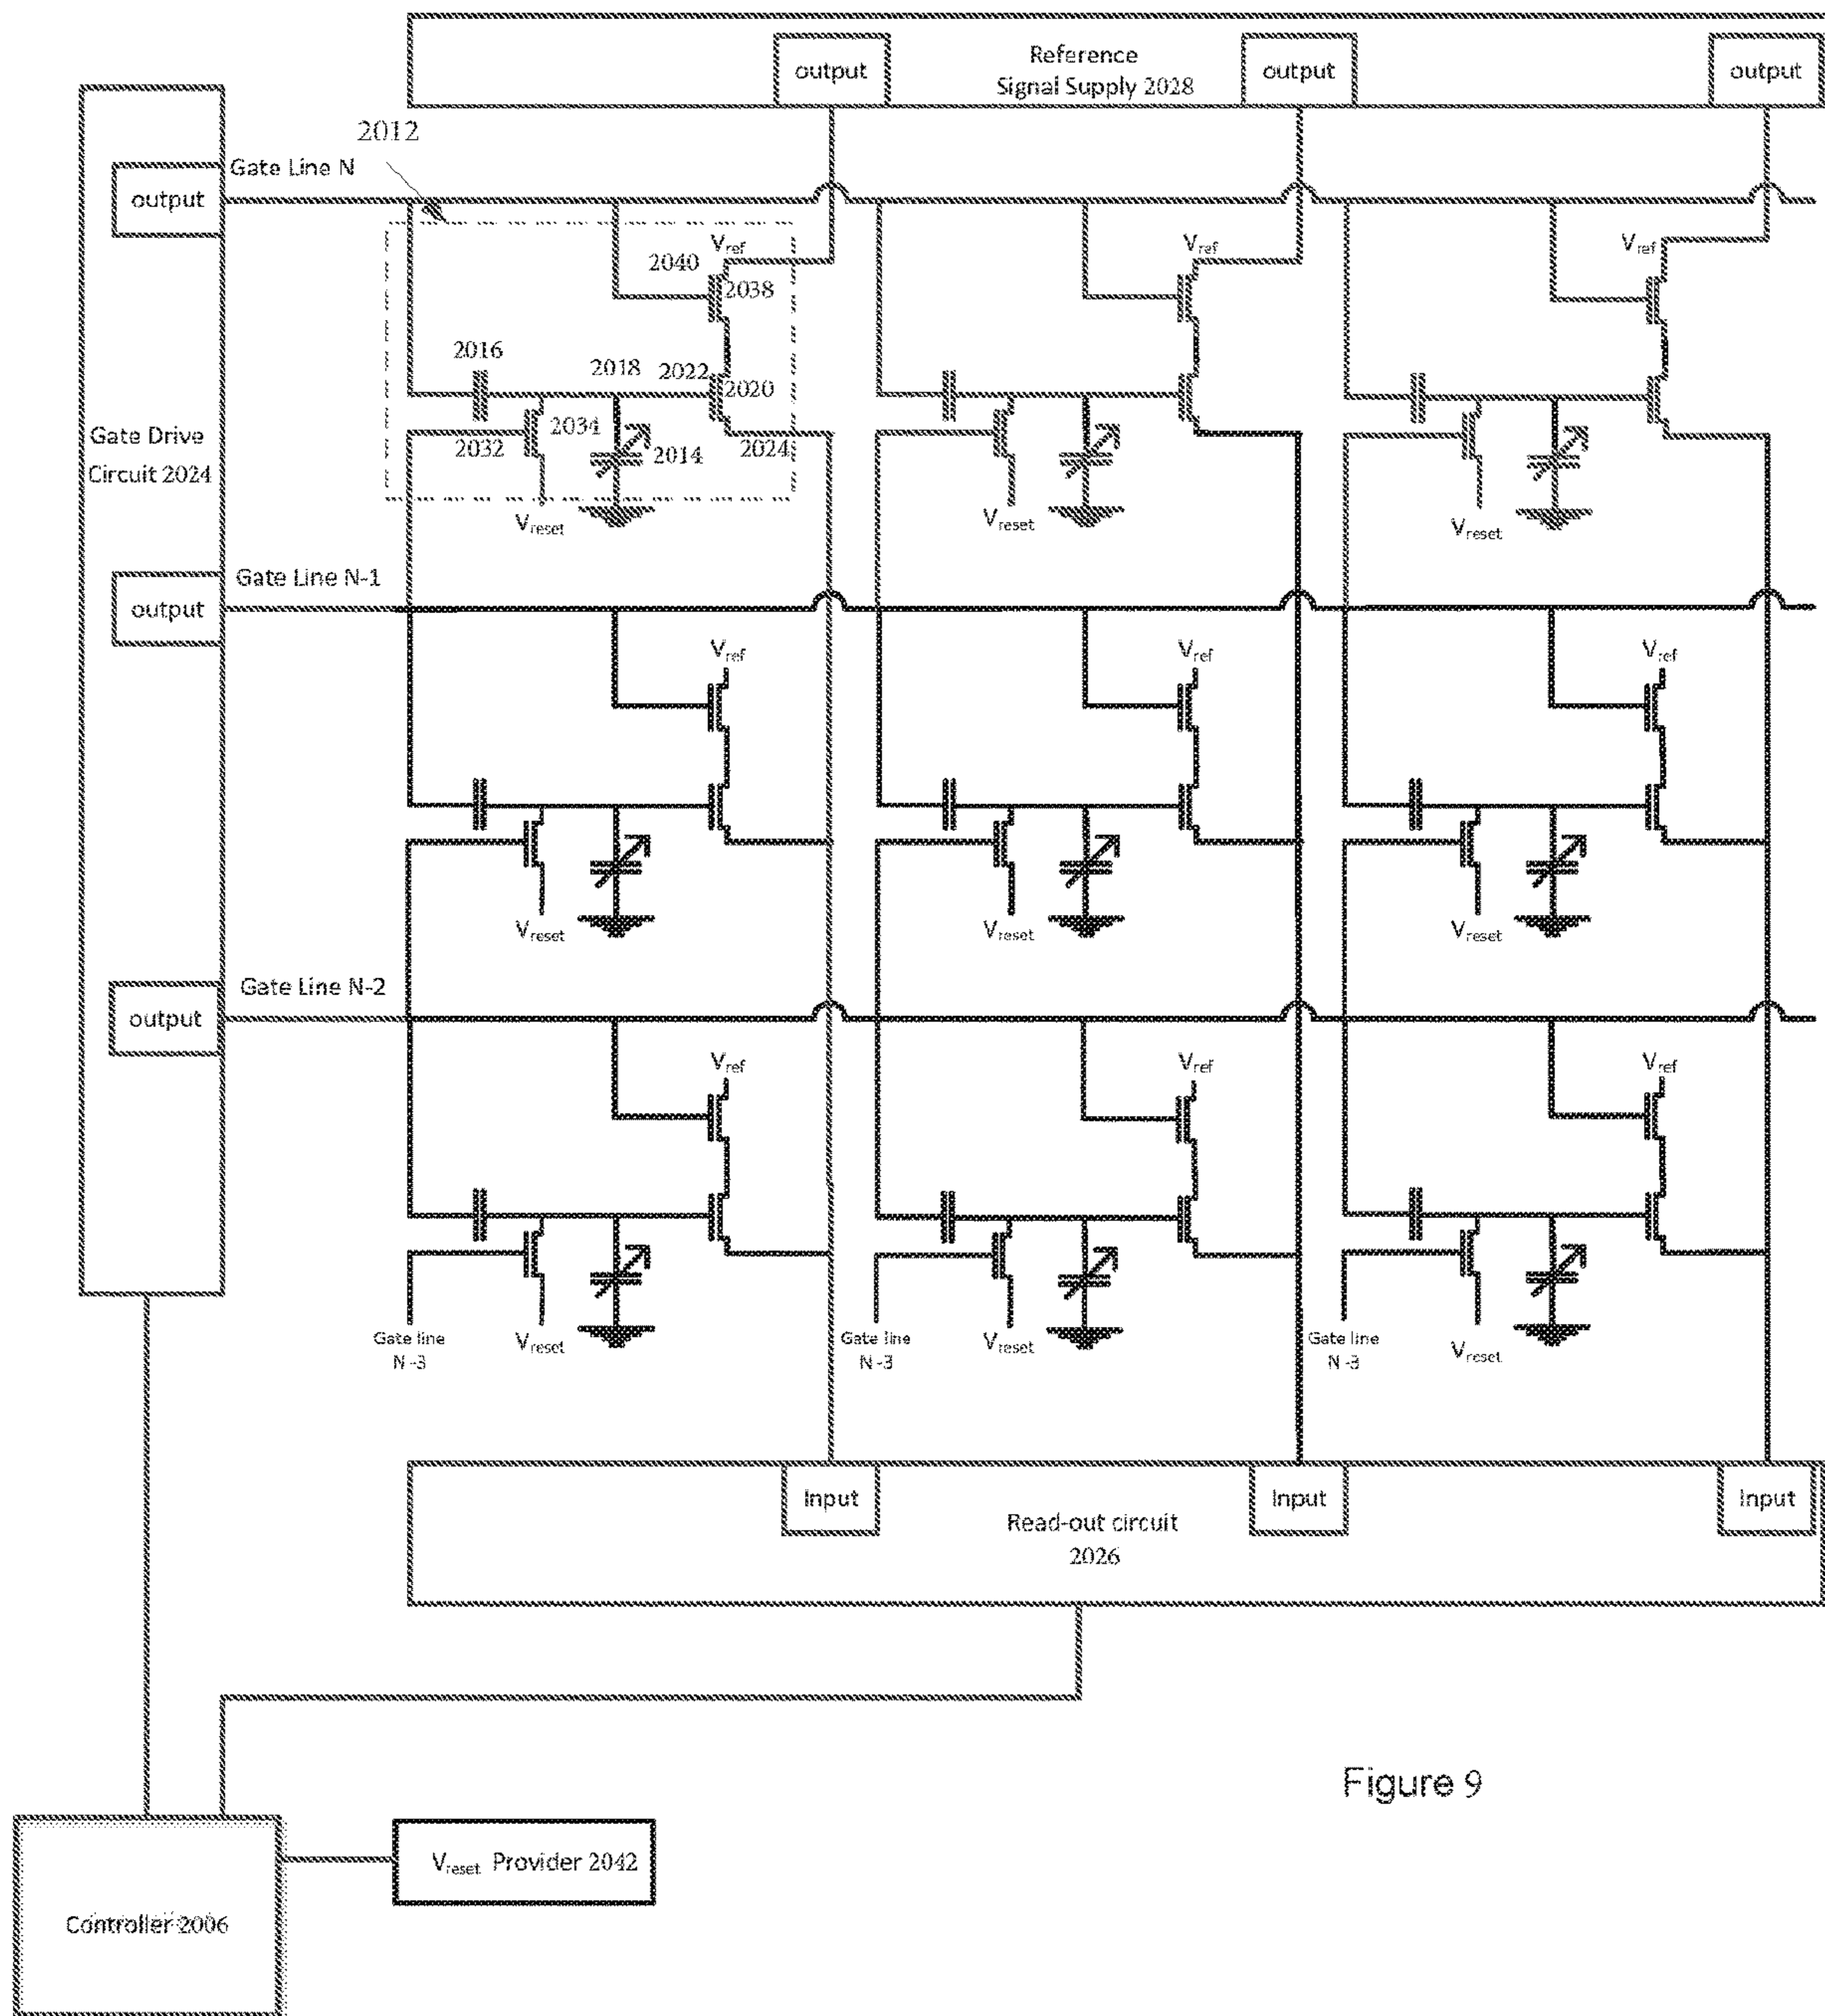 Reference
Signal Supply 2028
output
output
output
2012
Gate Line N
output
Vref
Vref
Vref
2040
2038
2016
2018
2022
2020
2034
2032
2014
2024
Gate Drive
Circuit 2024
Vreset
Vreset
Vreset
Gate Line N-1
output
Vref
Vref
Vref
Vreset
Vreset
Vreset
Gate Line N-2
output
Vref
Vref
Vref
Gate line
N -3
Vreset
Gate line
N -3
Vreset
Gate line
N -3
Vreset
Input
Input
Input
Read-out circuit
2026
Figure 9
Vreset Provider 2042
Controller 2006